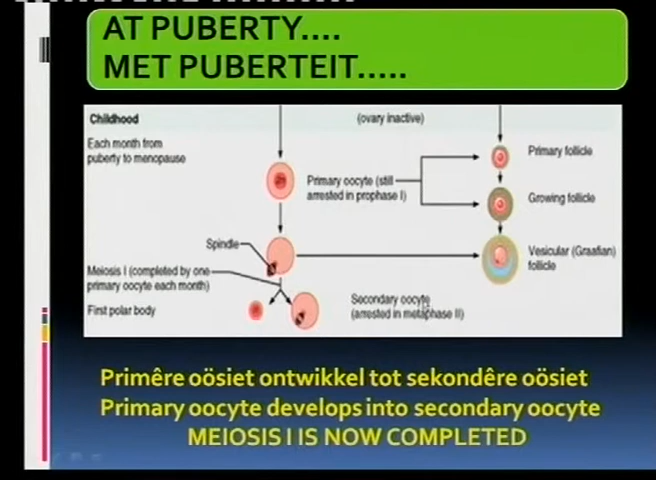 AT PUBERTY....
MET PUBERTEIT.....
Childhood
(ovary inactive)
Each month from
puberty to menopause
Primary oocyte (still
arrested in prophase I)
Primary follicle
Growing follicle
Spindle
Vesicular (Graafian)
follicle
Meiosis I (completed by one
primary oocyte each month)
First polar body
Secondary oocyte
(arrested in metaphase II)
Primêre oösiet ontwikkel tot sekondêre oösiet
Primary oocyte develops into secondary oocyte
MEIOSIS I IS NOW COMPLETED